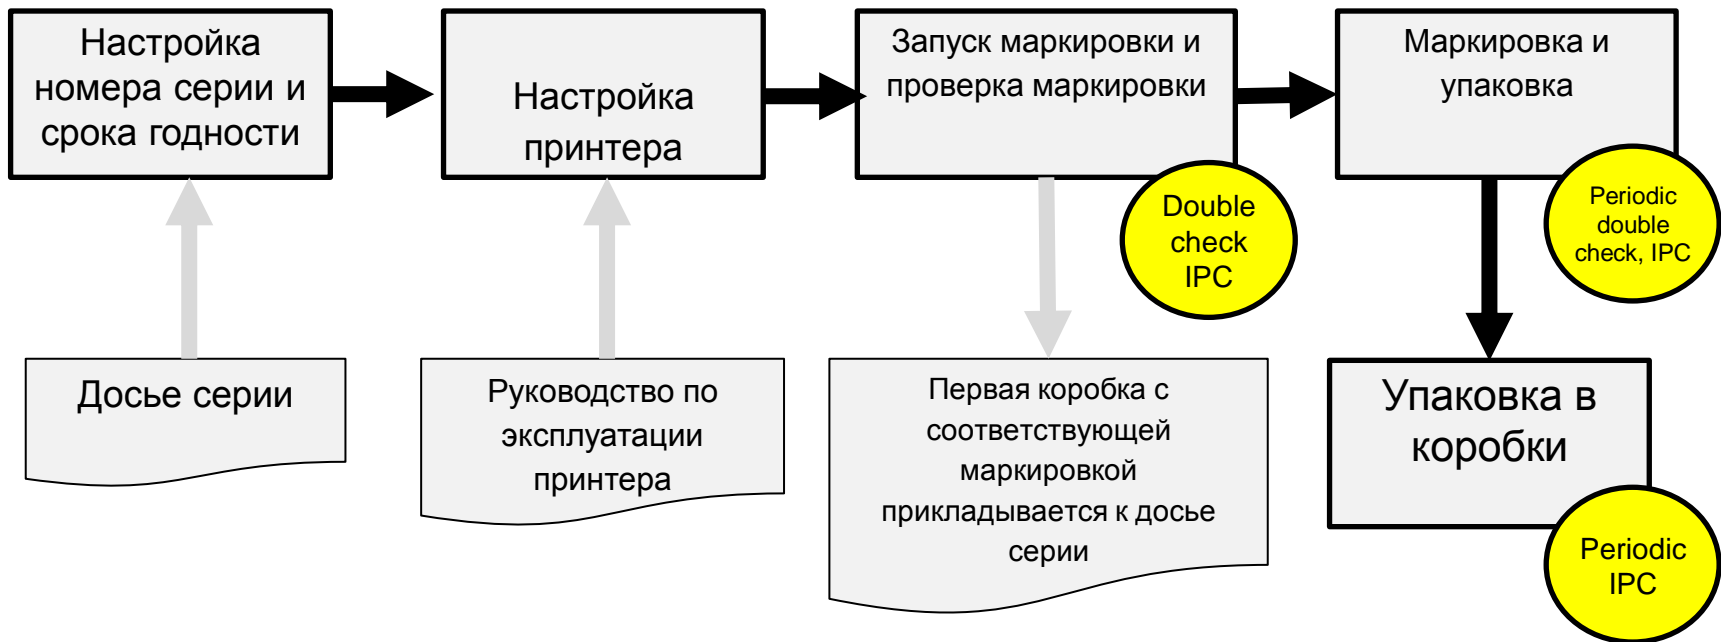 Настройка
номера серии и
срока годности
Настройка
принтера
Запуск маркировки и
проверка маркировки
Маркировка и
упаковка
Double
check
IPC
Periodic
double
check, IPC
Досье серии
Руководство по
эксплуатации
принтера
Первая коробка с
соответствующей
маркировкой
прикладывается к досье
серии
Упаковка в
коробки
Periodic
IPC